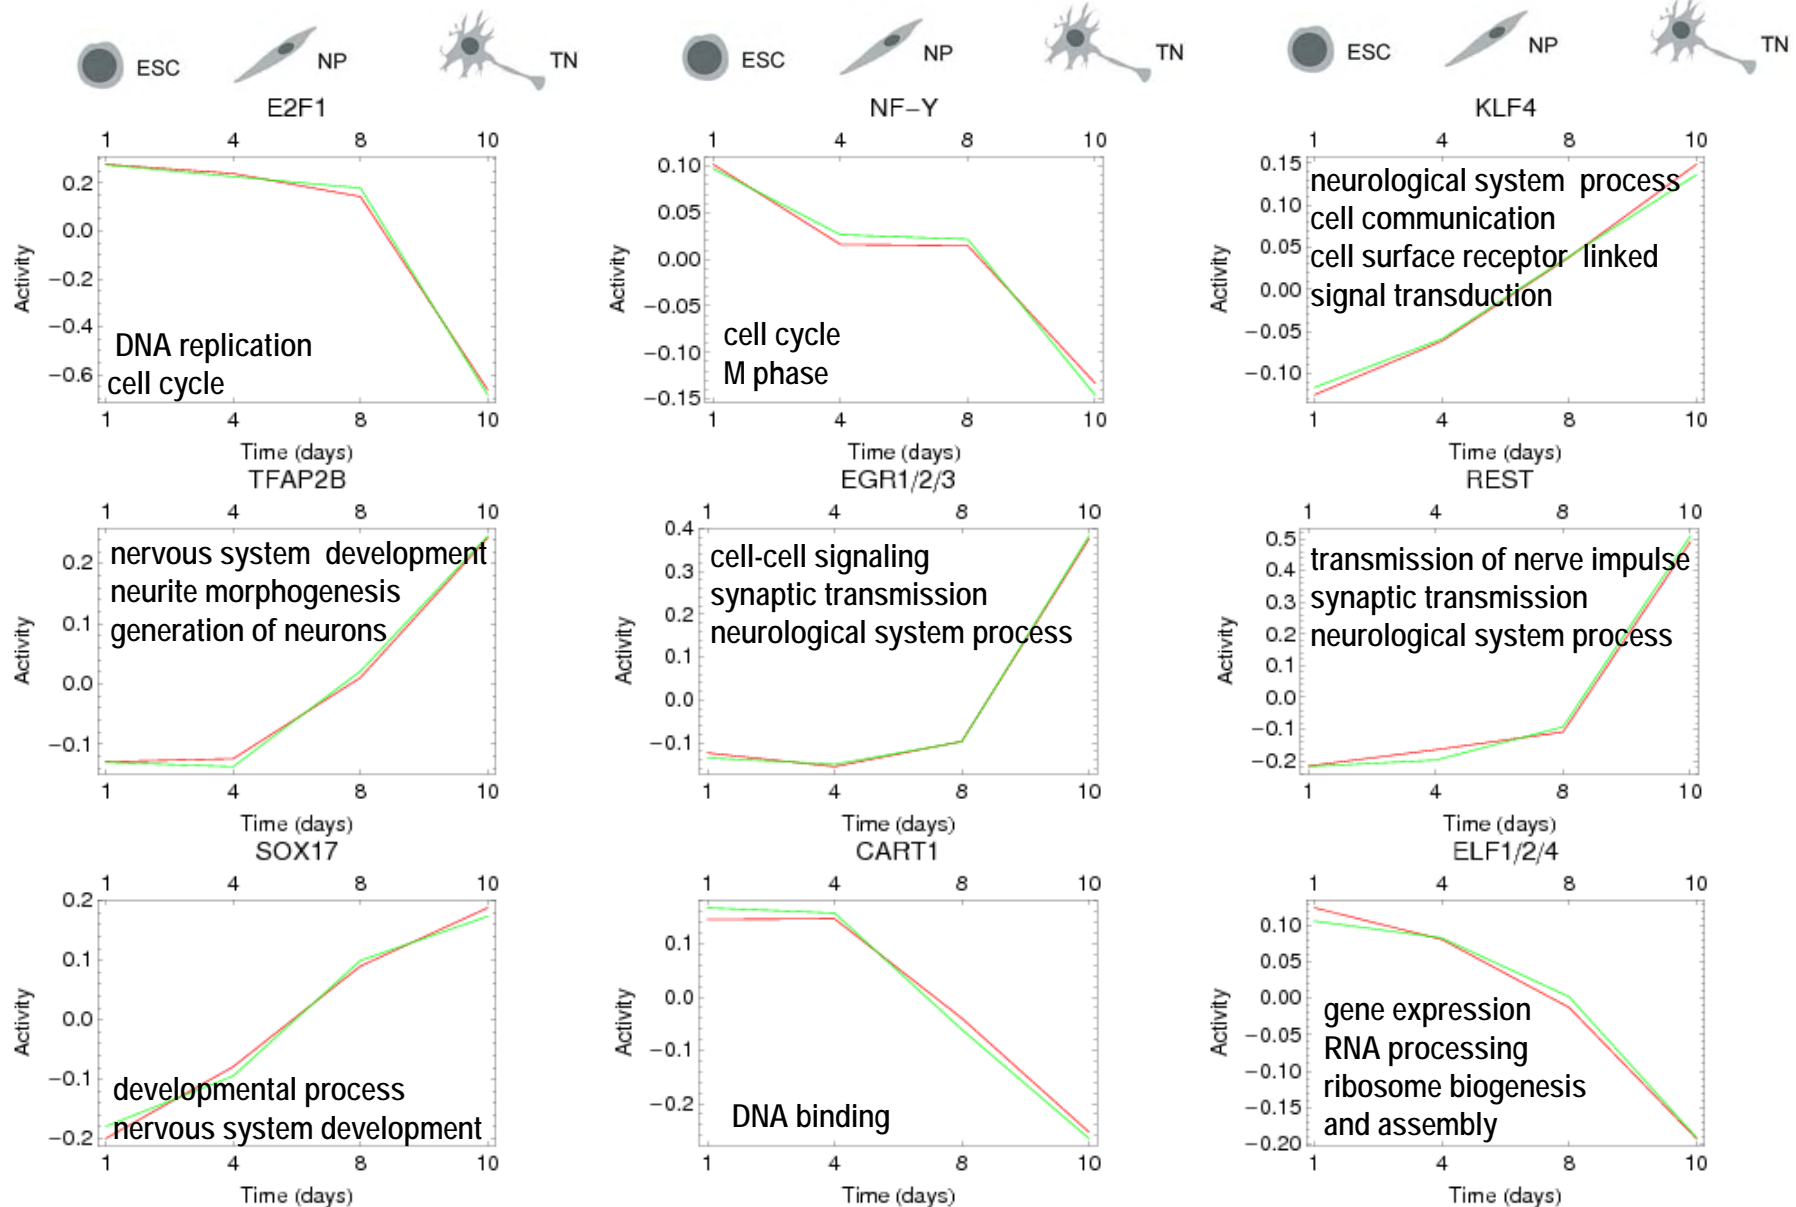 ESC NP TN ESC NP TN ESC NP TN
E2F1
1 4 8 10
0.2
0.0
−0.2
−0.4
−0.6
Activity
DNA replication
cell cycle
1 4 8 10
Time (days)
NF−Y
1 4 8 10
0.10
0.05
0.00
−0.05
−0.10
−0.15
Activity
cell cycle
M phase
1 4 8 10
Time (days)
KLF4
1 4 8 10
0.15
0.10
0.05
0.00
−0.05
−0.10
Activity
neurological system process
cell communication
cell surface receptor linked
signal transduction
1 4 8 10
Time (days)
TFAP2B
1 4 8 10
0.2
0.1
0.0
−0.1
Activity
nervous system development
neurite morphogenesis
generation of neurons
1 4 8 10
Time (days)
EGR1/2/3
1 4 8 10
0.4
0.3
0.2
0.1
0.0
−0.1
Activity
cell-cell signaling
synaptic transmission
neurological system process
1 4 8 10
Time (days)
REST
1 4 8 10
0.5
0.4
0.3
0.2
0.1
0.0
−0.1
−0.2
Activity
transmission of nerve impulse
synaptic transmission
neurological system process
1 4 8 10
Time (days)
SOX17
1 4 8 10
0.2
0.1
0.0
−0.1
−0.2
Activity
developmental process
nervous system development
1 4 8 10
Time (days)
CART1
1 4 8 10
0.1
0.0
−0.1
−0.2
Activity
DNA binding
1 4 8 10
Time (days)
ELF1/2/4
1 4 8 10
0.10
0.05
0.00
−0.05
−0.10
−0.15
−0.20
Activity
gene expression
RNA processing
ribosome biogenesis
and assembly
1 4 8 10
Time (days)